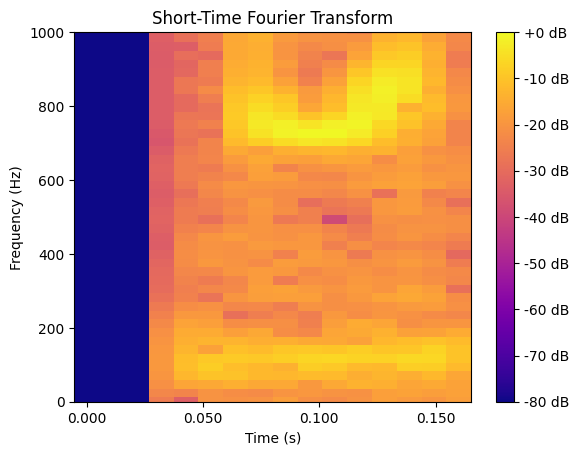 Short-Time Fourier Transform
1000
800
600
400
200
0
Frequency (Hz)
0.000
0.050
0.100
0.150
Time (s)
+0 dB
-10 dB
-20 dB
-30 dB
-40 dB
-50 dB
-60 dB
-70 dB
-80 dB